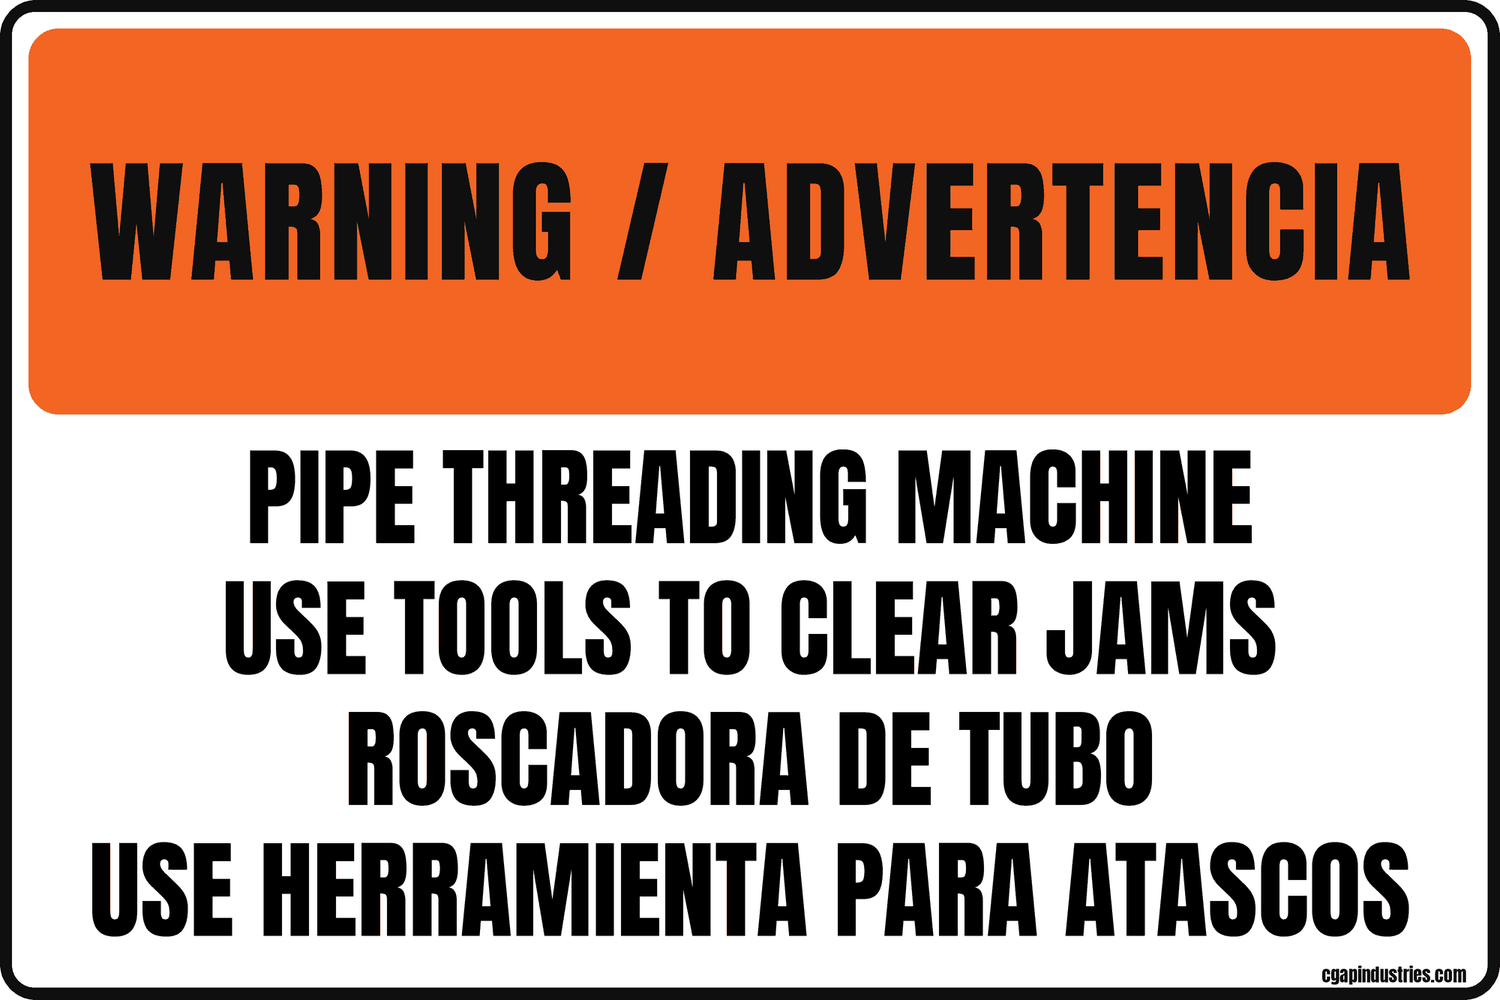 WARNING / ADVERTENCIA
PIPE THREADING MACHINE
USE TOOLS TO CLEAR JAMS
ROSCADORA DE TUBO
USE HERRAMIENTA PARA ATASCOS
cgapindustries.com